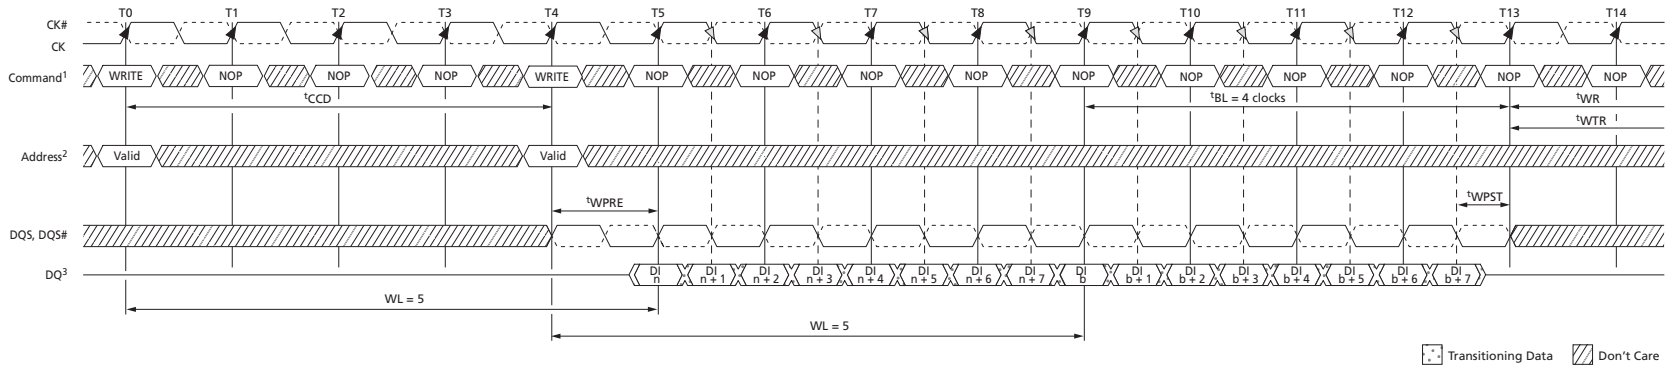 T0 T1 T2 T3 T4 T5 T6 T7 T8 T9 T10 T11 T12 T13 T14
CK#
CK
Command1 WRITE NOP NOP NOP WRITE NOP NOP NOP NOP NOP NOP NOP NOP NOP NOP
tCCD tBL = 4 clocks tWR
tWTR
Address2 Valid Valid
tWPRE tWPST
DQS, DQS#
DQ3 DI n DI n + 1 DI n + 2 DI n + 3 DI n + 4 DI n + 5 DI n + 6 DI n + 7 DI b DI b + 1 DI b + 2 DI b + 3 DI b + 4 DI b + 5 DI b + 6 DI b + 7
WL = 5
WL = 5
Transitioning Data Don't Care